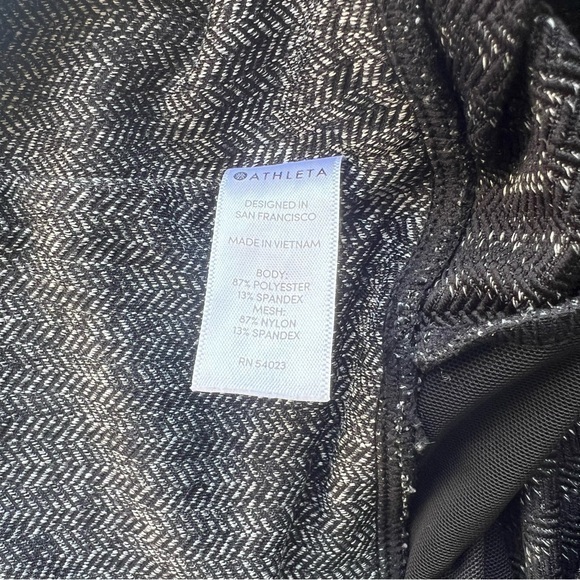 ATHLETA
DESIGNED IN
SAN FRANCISCO
MADE IN VIETNAM
BODY:
87% POLYESTER
13% SPANDEX
MESH:
87% NYLON
13% SPANDEX
RN 54023